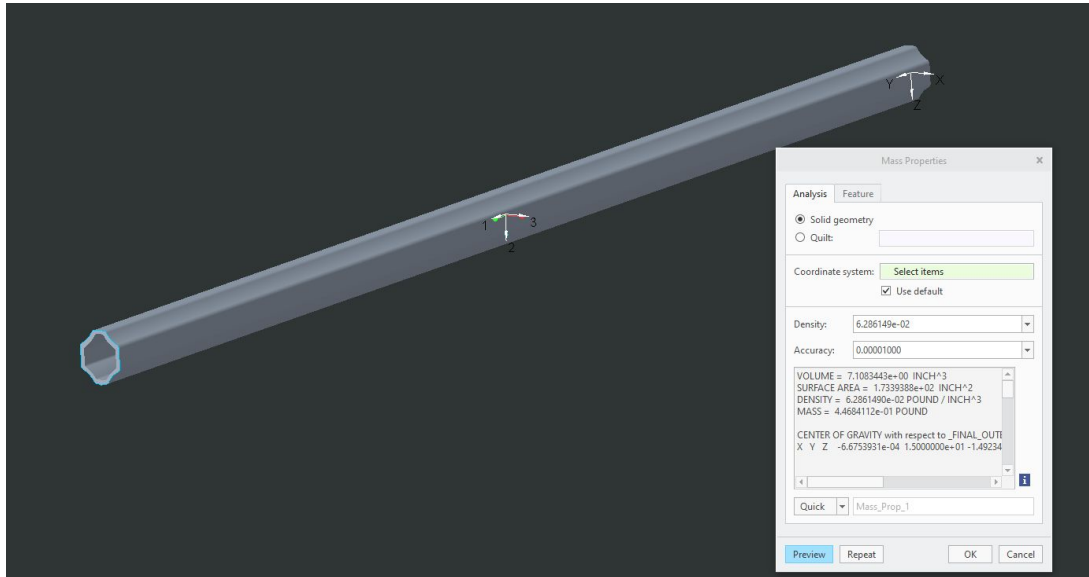 Y X
Z
1 3
2
Mass Properties
Analysis Feature
Solid geometry
Quilt:
Coordinate system: Select items
Use default
Density: 6.286149e-02
Accuracy: 0.00001000
VOLUME = 7.1083443e+00 INCH^3
SURFACE AREA = 1.7339388e+02 INCH^2
DENSITY = 6.2861490e-02 POUND / INCH^3
MASS = 4.4684112e-01 POUND
CENTER OF GRAVITY with respect to _FINAL_OUTE
X Y Z -6.6753931e-04 1.5000000e+01 -1.49234
Quick Mass_Prop_1
Preview Repeat OK Cancel